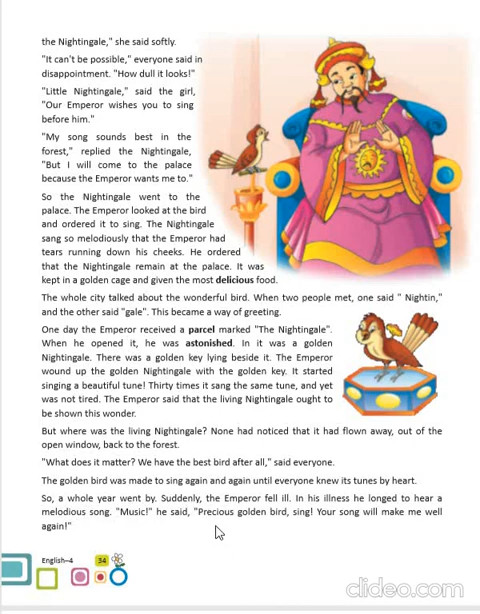 the Nightingale," she said softly.
"It can't be possible," everyone said in
disappointment. "How dull it looks!"
"Little Nightingale," said the girl,
"Our Emperor wishes you to sing
before him."
"My song sounds best in the
forest," replied the Nightingale,
"But I will come to the palace
because the Emperor wants me to."
So the Nightingale went to the
palace. The Emperor looked at the bird
and ordered it to sing. The Nightingale
sang so melodiously that the Emperor had
tears running down his cheeks. He ordered
that the Nightingale remain at the palace. It was
kept in a golden cage and given the most delicious food.
The whole city talked about the wonderful bird. When two people met, one said " Nightin,"
and the other said "gale". This became a way of greeting.
One day the Emperor received a parcel marked "The Nightingale".
When he opened it, he was astonished. In it was a golden
Nightingale. There was a golden key lying beside it. The Emperor
wound up the golden Nightingale with the golden key. It started
singing a beautiful tune! Thirty times it sang the same tune, and yet
was not tired. The Emperor said that the living Nightingale ought to
be shown this wonder.
But where was the living Nightingale? None had noticed that it had flown away, out of the
open window, back to the forest.
"What does it matter? We have the best bird after all," said everyone.
The golden bird was made to sing again and again until everyone knew its tunes by heart.
So, a whole year went by. Suddenly, the Emperor fell ill. In his illness he longed to hear a
melodious song. "Music!" he said, "Precious golden bird, sing! Your song will make me well
again!"
English–4 34
clideo.com